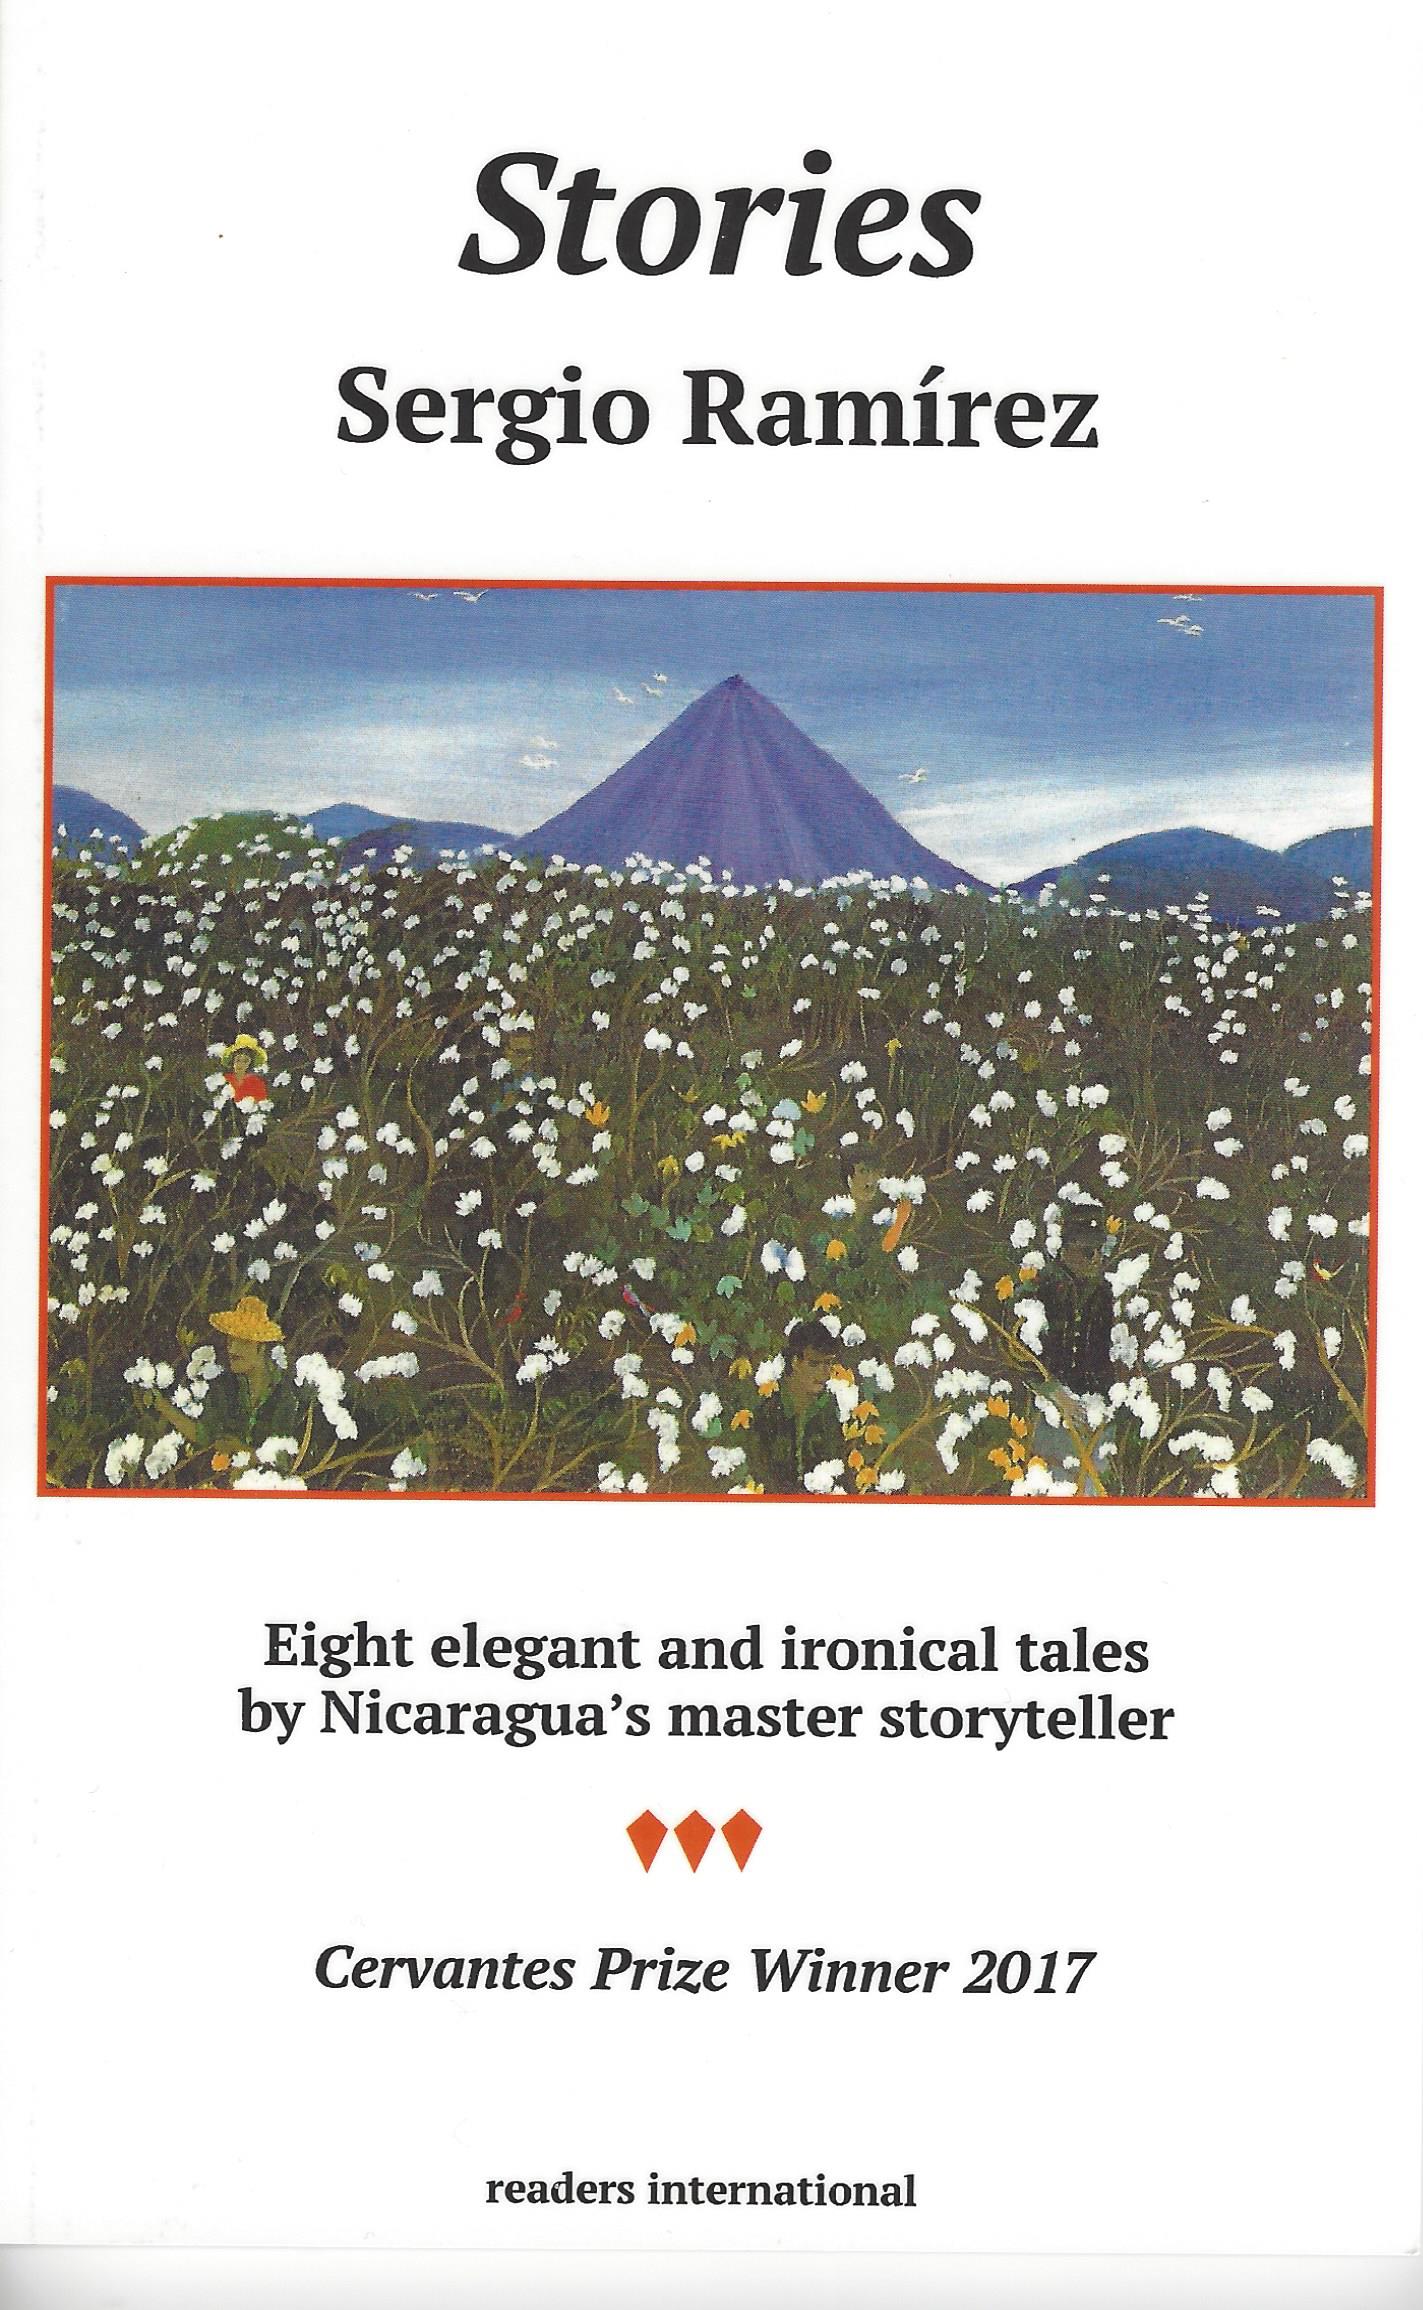 Stories
Sergio Ramírez
Eight elegant and ironical tales
by Nicaragua’s master storyteller
Cervantes Prize Winner 2017
readers international